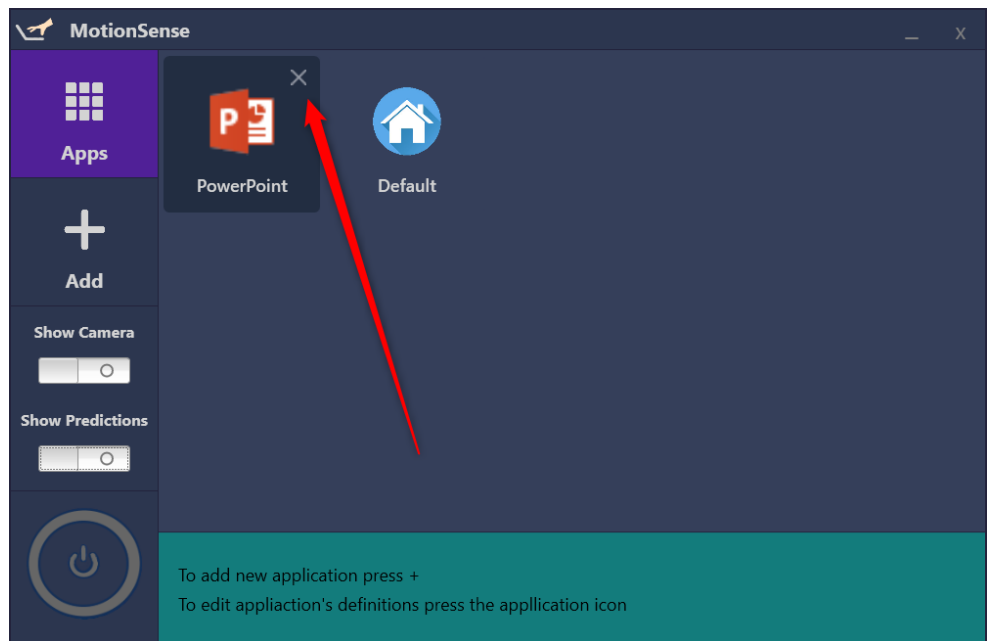 MotionSense
_ x
Apps
PowerPoint
Default
Add
Show Camera
Show Predictions
To add new application press +
To edit appliaction's definitions press the appllication icon